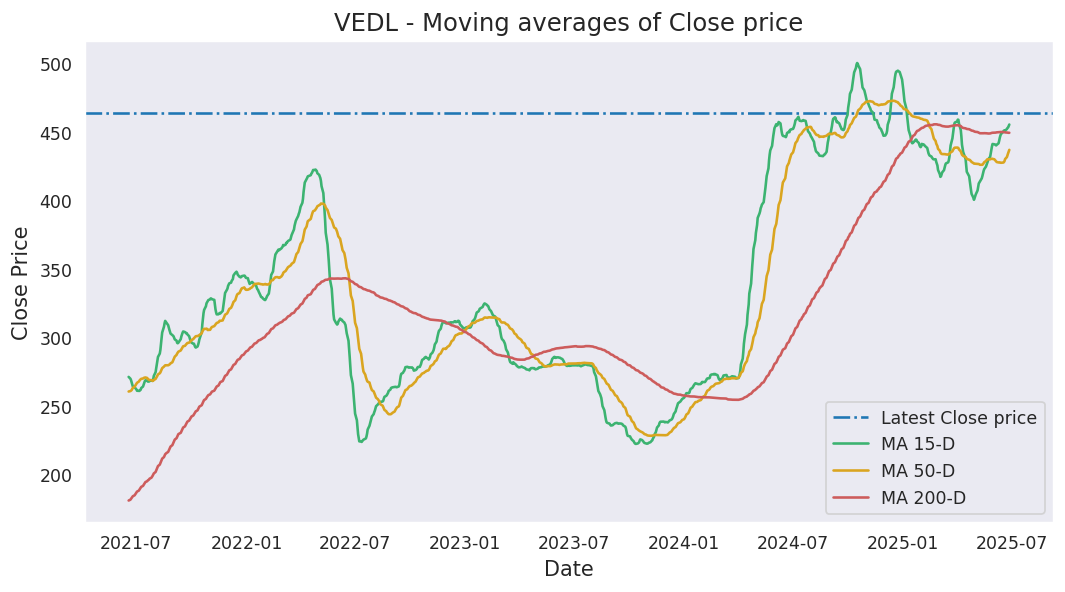 VEDL - Moving averages of Close price
Close Price
500
450
400
350
300
250
200
Latest Close price
MA 15-D
MA 50-D
MA 200-D
2021-07 2022-01 2022-07 2023-01 2023-07 2024-01 2024-07 2025-01 2025-07
Date